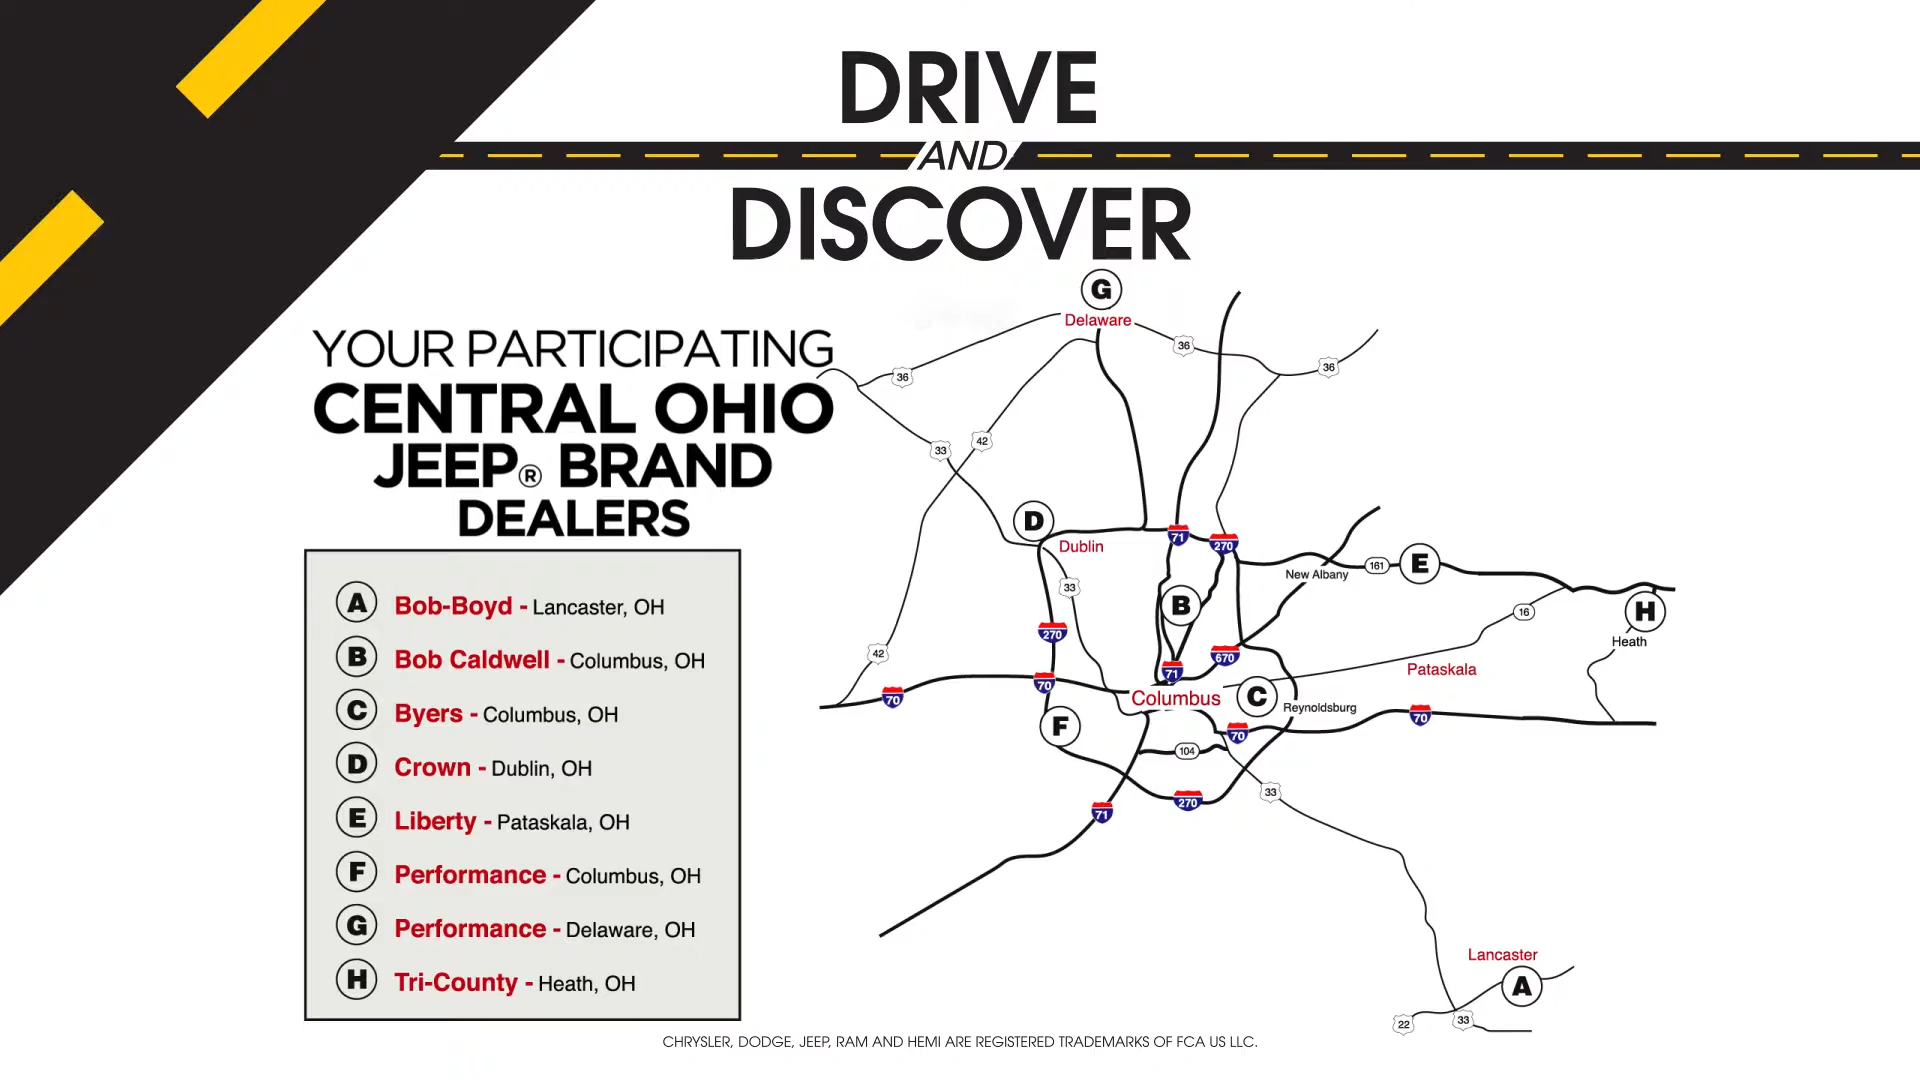 DRIVE
AND
DISCOVER
YOUR PARTICIPATING
CENTRAL OHIO
JEEP® BRAND
DEALERS
A Bob-Boyd - Lancaster, OH
B Bob Caldwell - Columbus, OH
C Byers - Columbus, OH
D Crown - Dublin, OH
E Liberty - Pataskala, OH
F Performance - Columbus, OH
G Performance - Delaware, OH
H Tri-County - Heath, OH
G
Delaware
36
36
36
33
42
D
Dublin
71
270
New Albany
161
E
33
B
16
H
270
Heath
42
670
71
Pataskala
70
70
Columbus
C
Reynoldsburg
70
F
70
104
33
270
71
Lancaster
A
22
33
CHRYSLER, DODGE, JEEP, RAM AND HEMI ARE REGISTERED TRADEMARKS OF FCA US LLC.